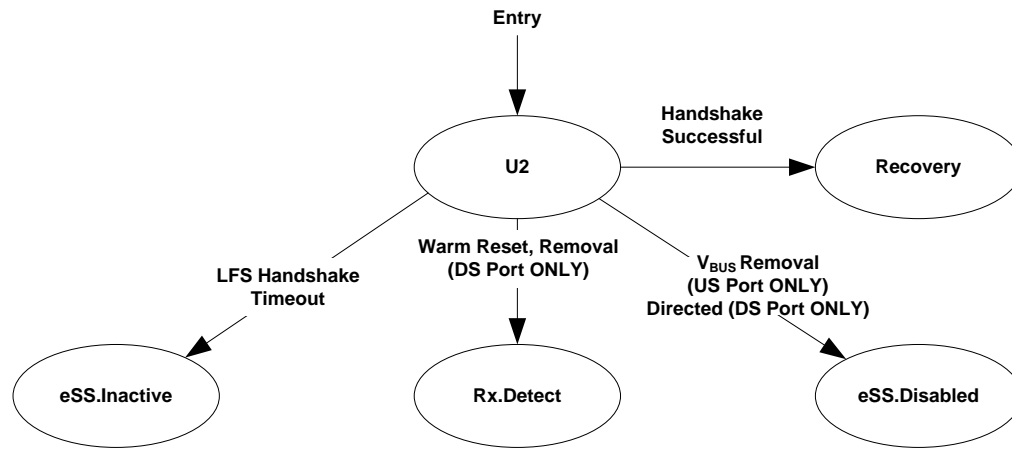 Entry
U2
Handshake
Successful
Recovery
LFS Handshake
Timeout
Warm Reset, Removal
(DS Port ONLY)
VBUS Removal
(US Port ONLY)
Directed (DS Port ONLY)
eSS.Inactive
Rx.Detect
eSS.Disabled